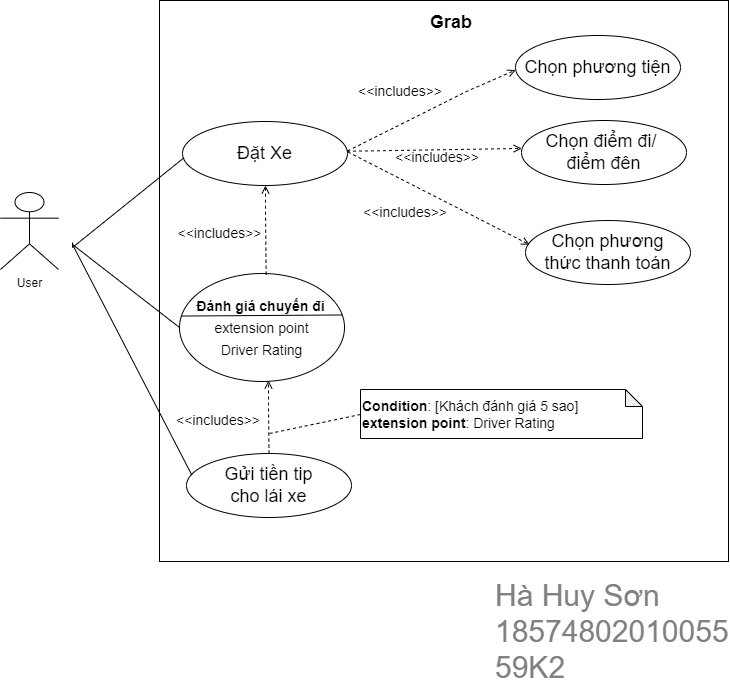 Grab
Chọn phương tiện
<<includes>>
Đặt Xe
<<includes>>
Chọn điểm đi/
điểm đên
<<includes>>
Chọn phương
thức thanh toán
<<includes>>
User
Đánh giá chuyến đi
extension point
Driver Rating
<<includes>>
Condition: [Khách đánh giá 5 sao]
extension point: Driver Rating
Gửi tiền tip
cho lái xe
Hà Huy Sơn
18574802010055
59K2